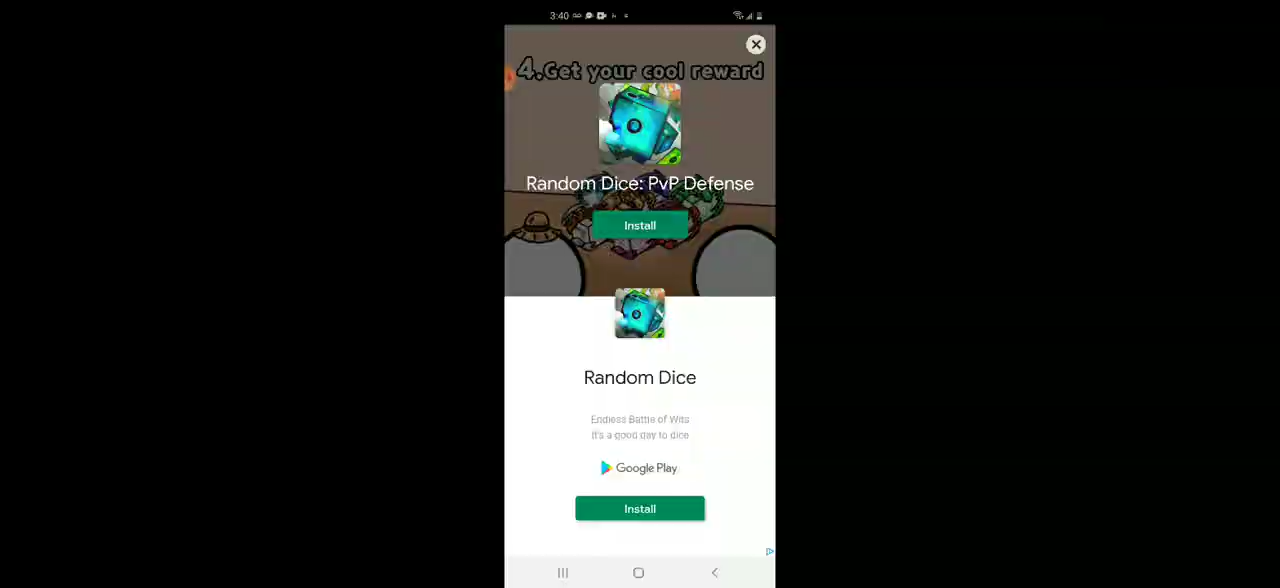 3:40
4.Get your cool reward
Random Dice: PvP Defense
Install
Random Dice
Endless Battle of Wits
It's a good day to dice
Google Play
Install